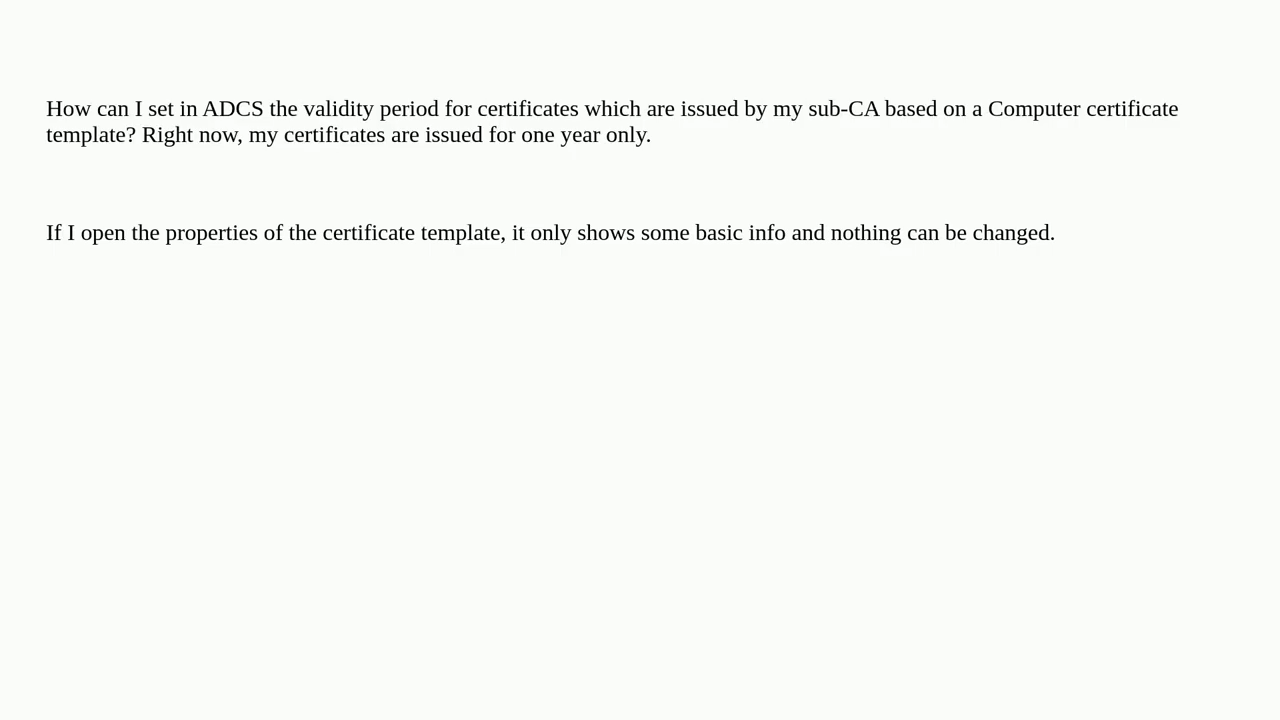 How can I set in ADCS the validity period for certificates which are issued by my sub-CA based on a Computer certificate
template? Right now, my certificates are issued for one year only.
If I open the properties of the certificate template, it only shows some basic info and nothing can be changed.